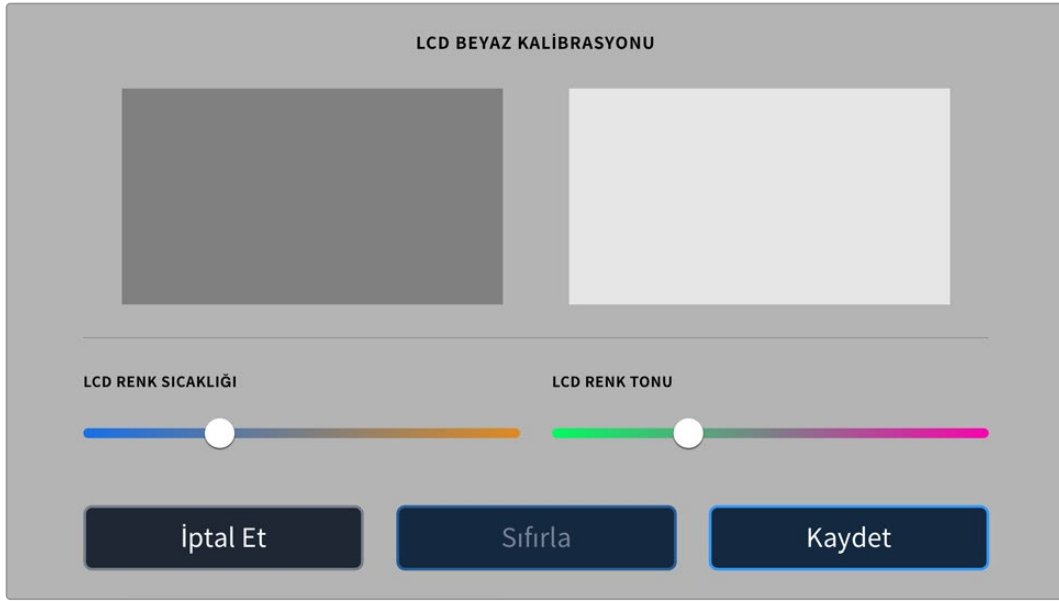 LCD BEYAZ KALİBRASYONU
LCD RENK SICAKLIĞI
LCD RENK TONU
İptal Et
Sıfırla
Kaydet